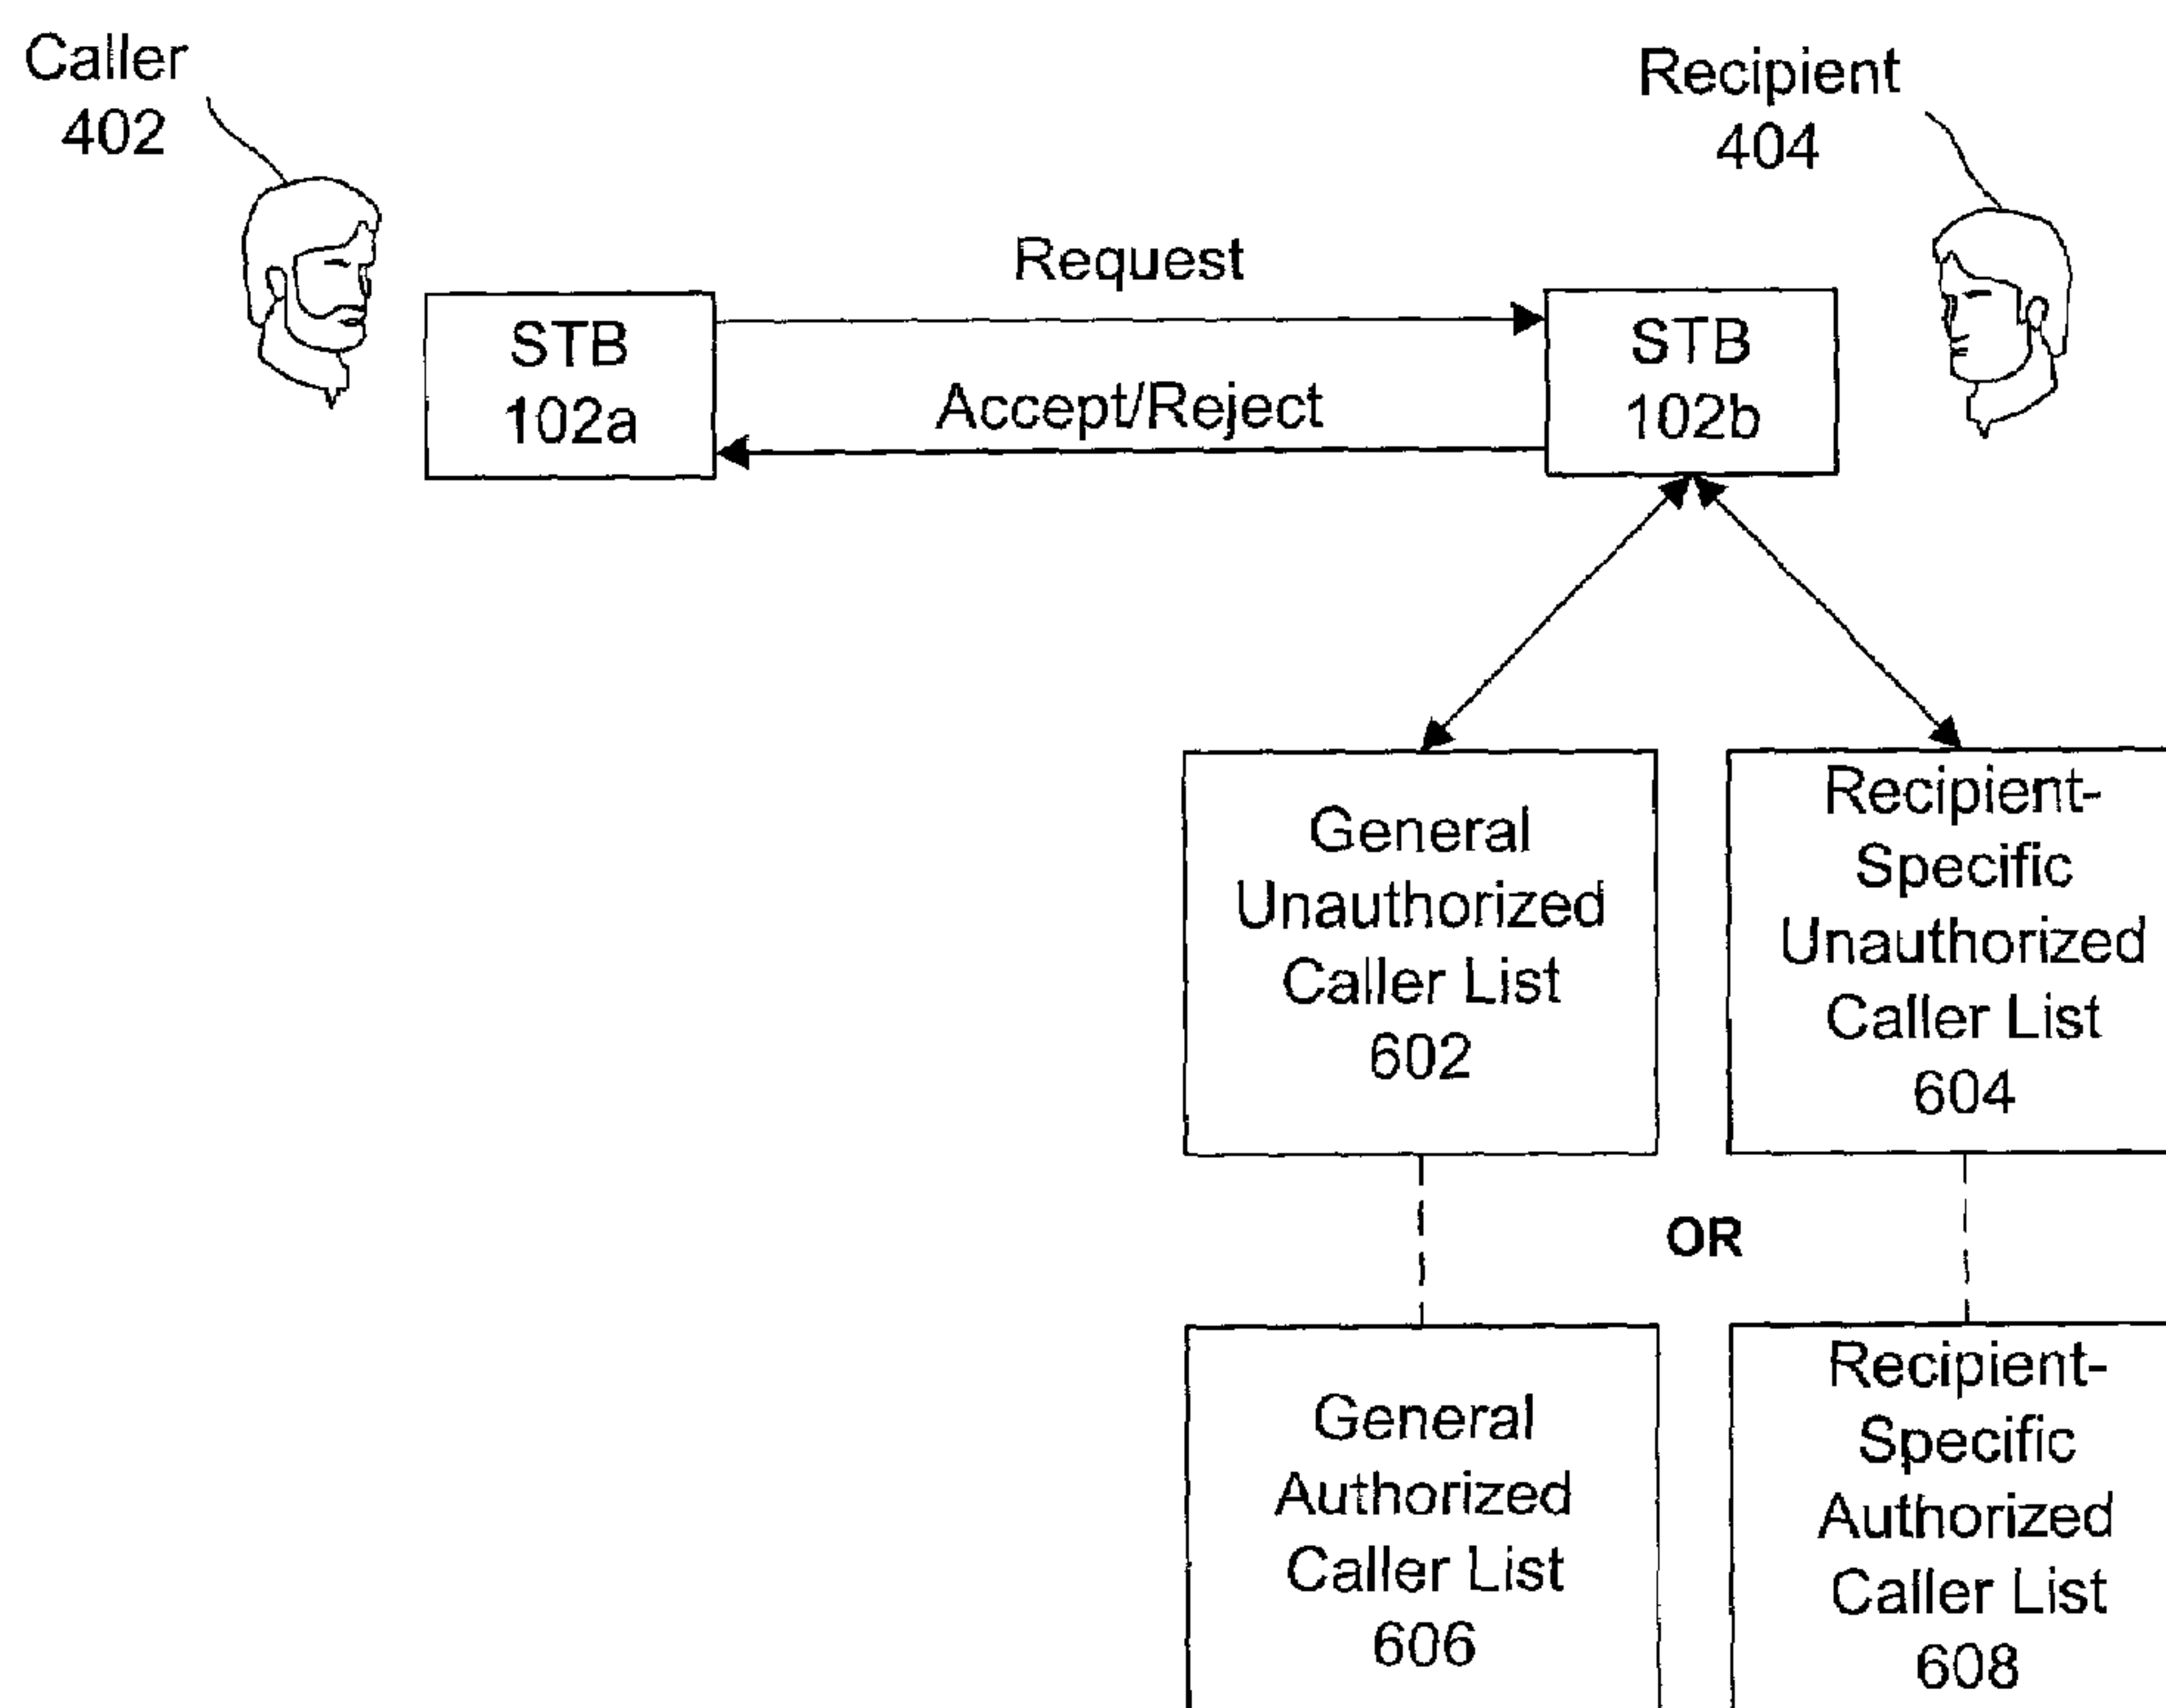 Caller
402
Recipient
404
Request
STB
102a
Accept/Reject
STB
102b
General
Unauthorized
Caller List
602
Recipient-
Specific
Unauthorized
Caller List
604
OR
General
Authorized
Caller List
606
Recipient-
Specific
Authorized
Caller List
608